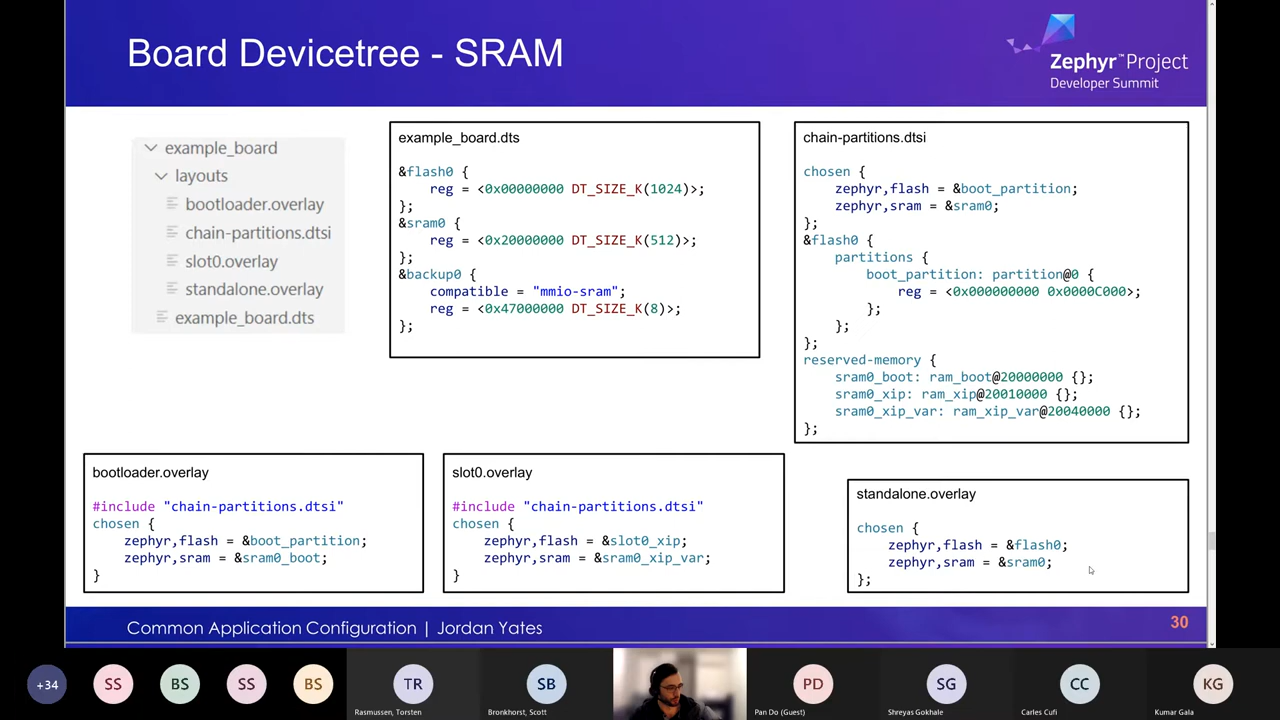 Board Devicetree - SRAM
Zephyr™Project
Developer Summit
example_board
layouts
bootloader.overlay
chain-partitions.dtsi
slot0.overlay
standalone.overlay
example_board.dts
example_board.dts
&flash0 {
reg = <0x00000000 DT_SIZE_K(1024)>;
};
&sram0 {
reg = <0x20000000 DT_SIZE_K(512)>;
};
&backup0 {
compatible = "mmio-sram";
reg = <0x47000000 DT_SIZE_K(8)>;
};
chain-partitions.dtsi
chosen {
zephyr,flash = &boot_partition;
zephyr,sram = &sram0;
};
&flash0 {
partitions {
boot_partition: partition@0 {
reg = <0x000000000 0x0000C000>;
};
};
};
reserved-memory {
sram0_boot: ram_boot@20000000 {};
sram0_xip: ram_xip@20010000 {};
sram0_xip_var: ram_xip_var@20040000 {};
};
bootloader.overlay
#include "chain-partitions.dtsi"
chosen {
zephyr,flash = &boot_partition;
zephyr,sram = &sram0_boot;
}
slot0.overlay
#include "chain-partitions.dtsi"
chosen {
zephyr,flash = &slot0_xip;
zephyr,sram = &sram0_xip_var;
}
standalone.overlay
chosen {
zephyr,flash = &flash0;
zephyr,sram = &sram0;
};
Common Application Configuration | Jordan Yates
30
+34
SS
BS
SS
BS
TR
Rasmussen, Torsten
SB
Bronkhorst, Scott
PD
Pan Do (Guest)
SG
Shreyas Gokhale
CC
Carles Cufi
KG
Kumar Gala